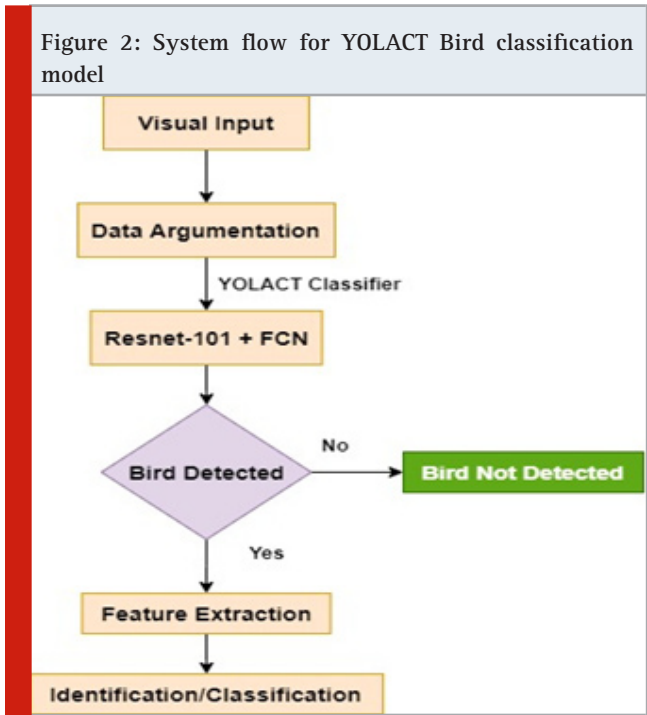 Figure 2: System flow for YOLACT Bird classification
model
Visual Input
Data Argumentation
YOLACT Classifier
Resnet-101 + FCN
Bird Detected
No
Bird Not Detected
Yes
Feature Extraction
Identification/Classification